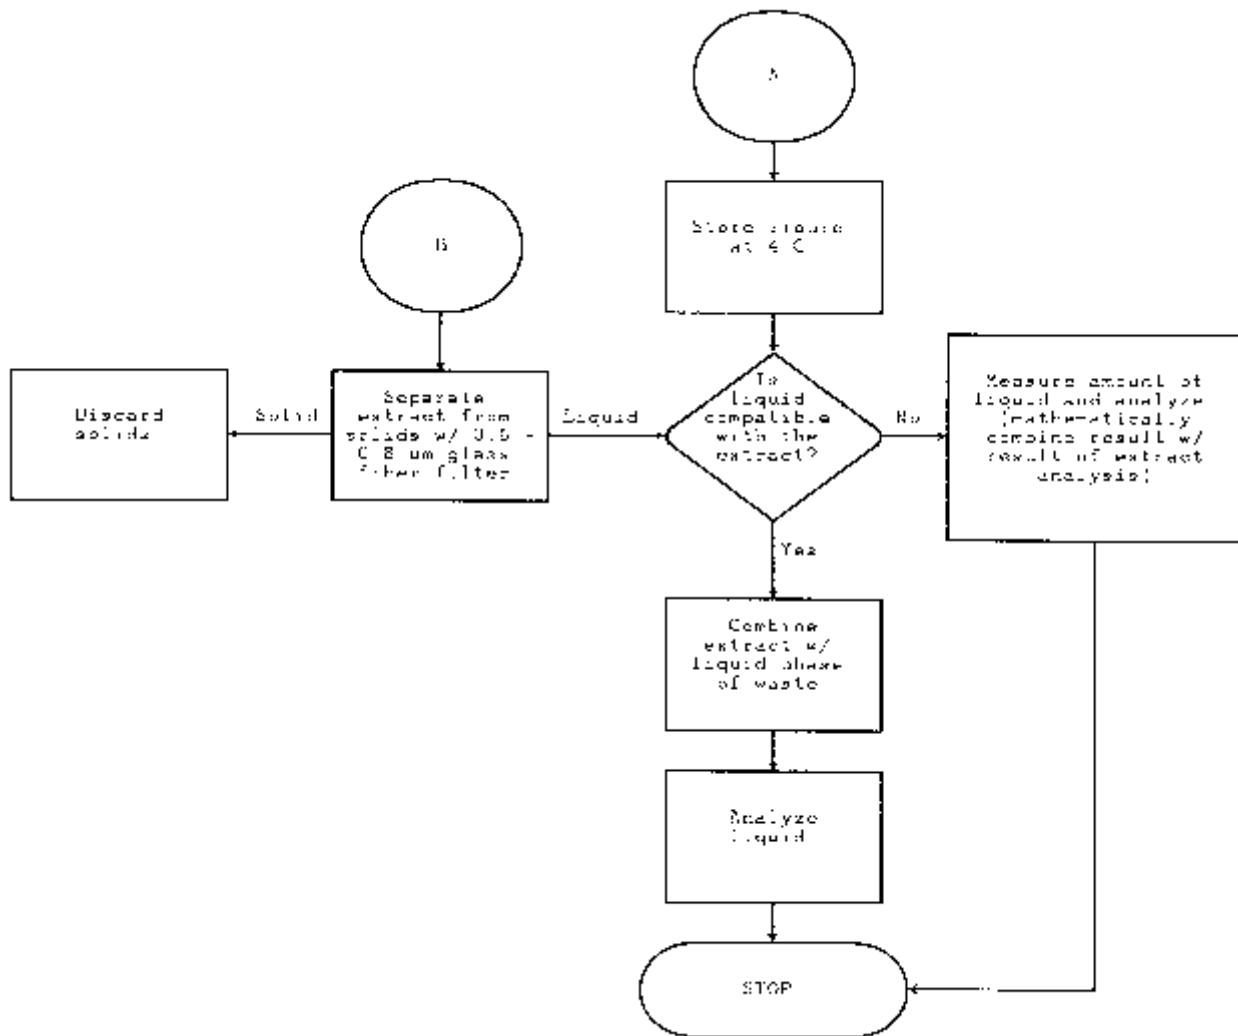 A
Store liquid
at 4 C
B
Discard
solids
Solid
Separate
extract from
solids w/ 0.6 -
0.8 um glass
fiber filter
Liquid
Is
liquid
compatible
with the
extract?
No
Measure amount of
liquid and analyze
(mathematically
combine result w/
result of extract
analysis)
Yes
Combine
extract w/
liquid phase
of waste
Analyze
liquid
STOP